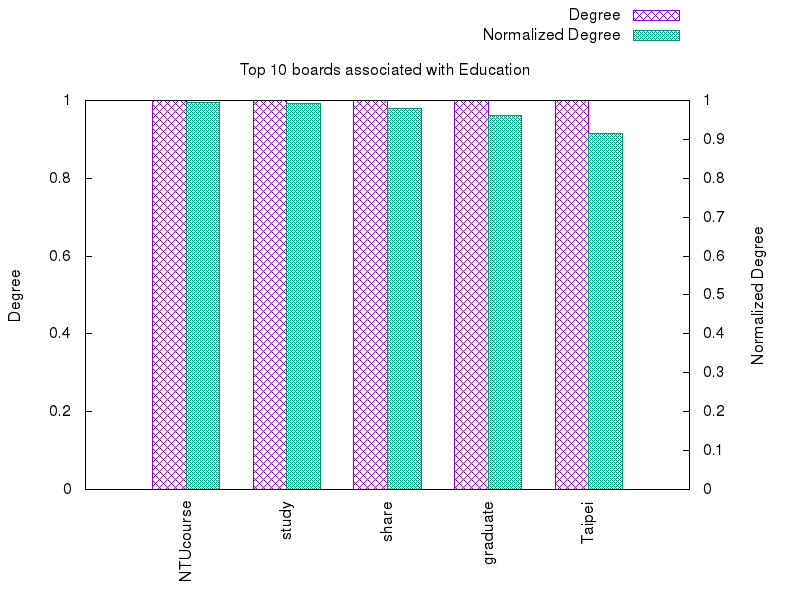 Degree
Normalized Degree
Top 10 boards associated with Education
1
0.8
0.6
0.4
0.2
0
Degree
1
0.9
0.8
0.7
0.6
0.5
0.4
0.3
0.2
0.1
0
Normalized Degree
NTUcourse
study
share
graduate
Taipei